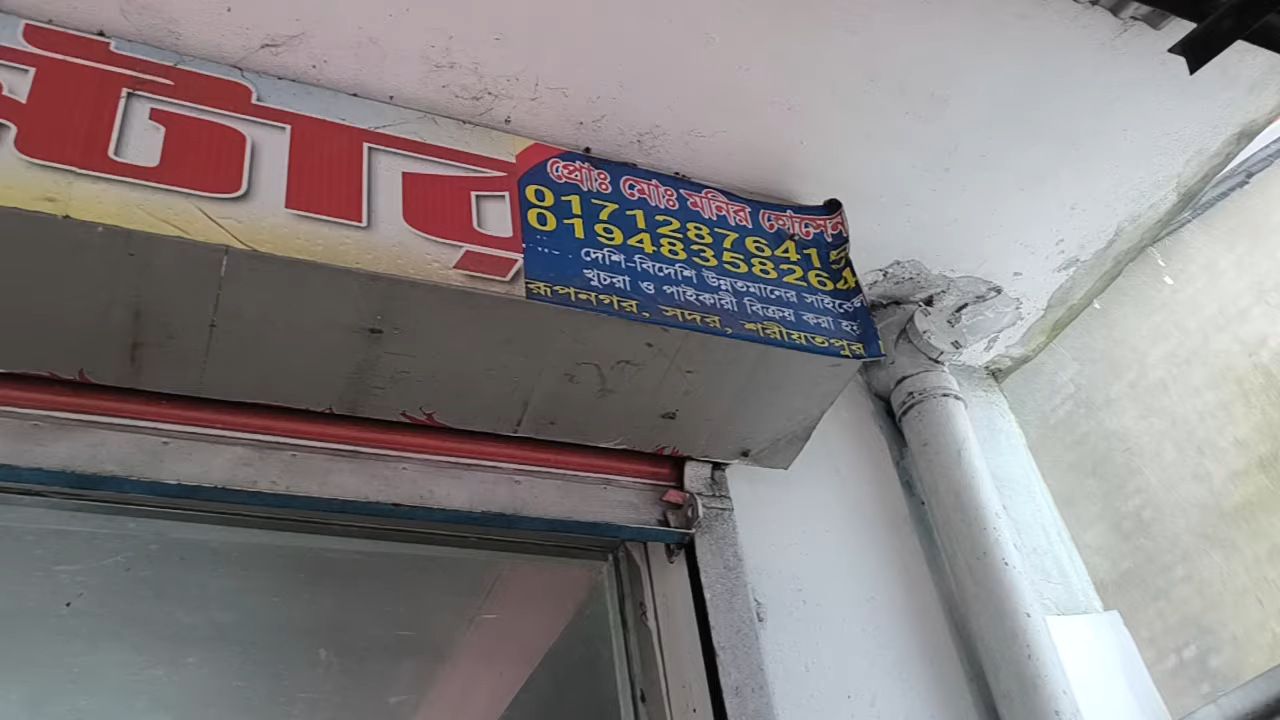 প্রোঃ মোঃ মনির হোসেন
01712876415
01948358264
দেশি-বিদেশি উন্নতমানের সাইকেল
খুচরা ও পাইকারী বিক্রয় করা হয়
রূপনগর, সদর, শরীয়তপুর